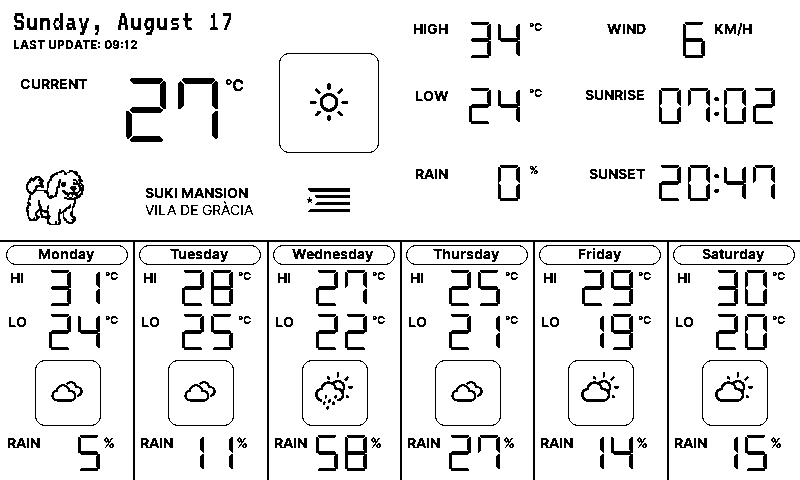 Sunday, August 17
LAST UPDATE: 09:12
CURRENT 27 °C
SUKI MANSION
VILA DE GRÀCIA
HIGH 34 °C
LOW 24 °C
RAIN 0 %
WIND 6 KM/H
SUNRISE 07:02
SUNSET 20:47
Monday
HI 31 °C
LO 24 °C
RAIN 5 %
Tuesday
HI 28 °C
LO 25 °C
RAIN 11 %
Wednesday
HI 27 °C
LO 22 °C
RAIN 58 %
Thursday
HI 25 °C
LO 21 °C
RAIN 27 %
Friday
HI 29 °C
LO 19 °C
RAIN 14 %
Saturday
HI 30 °C
LO 20 °C
RAIN 15 %